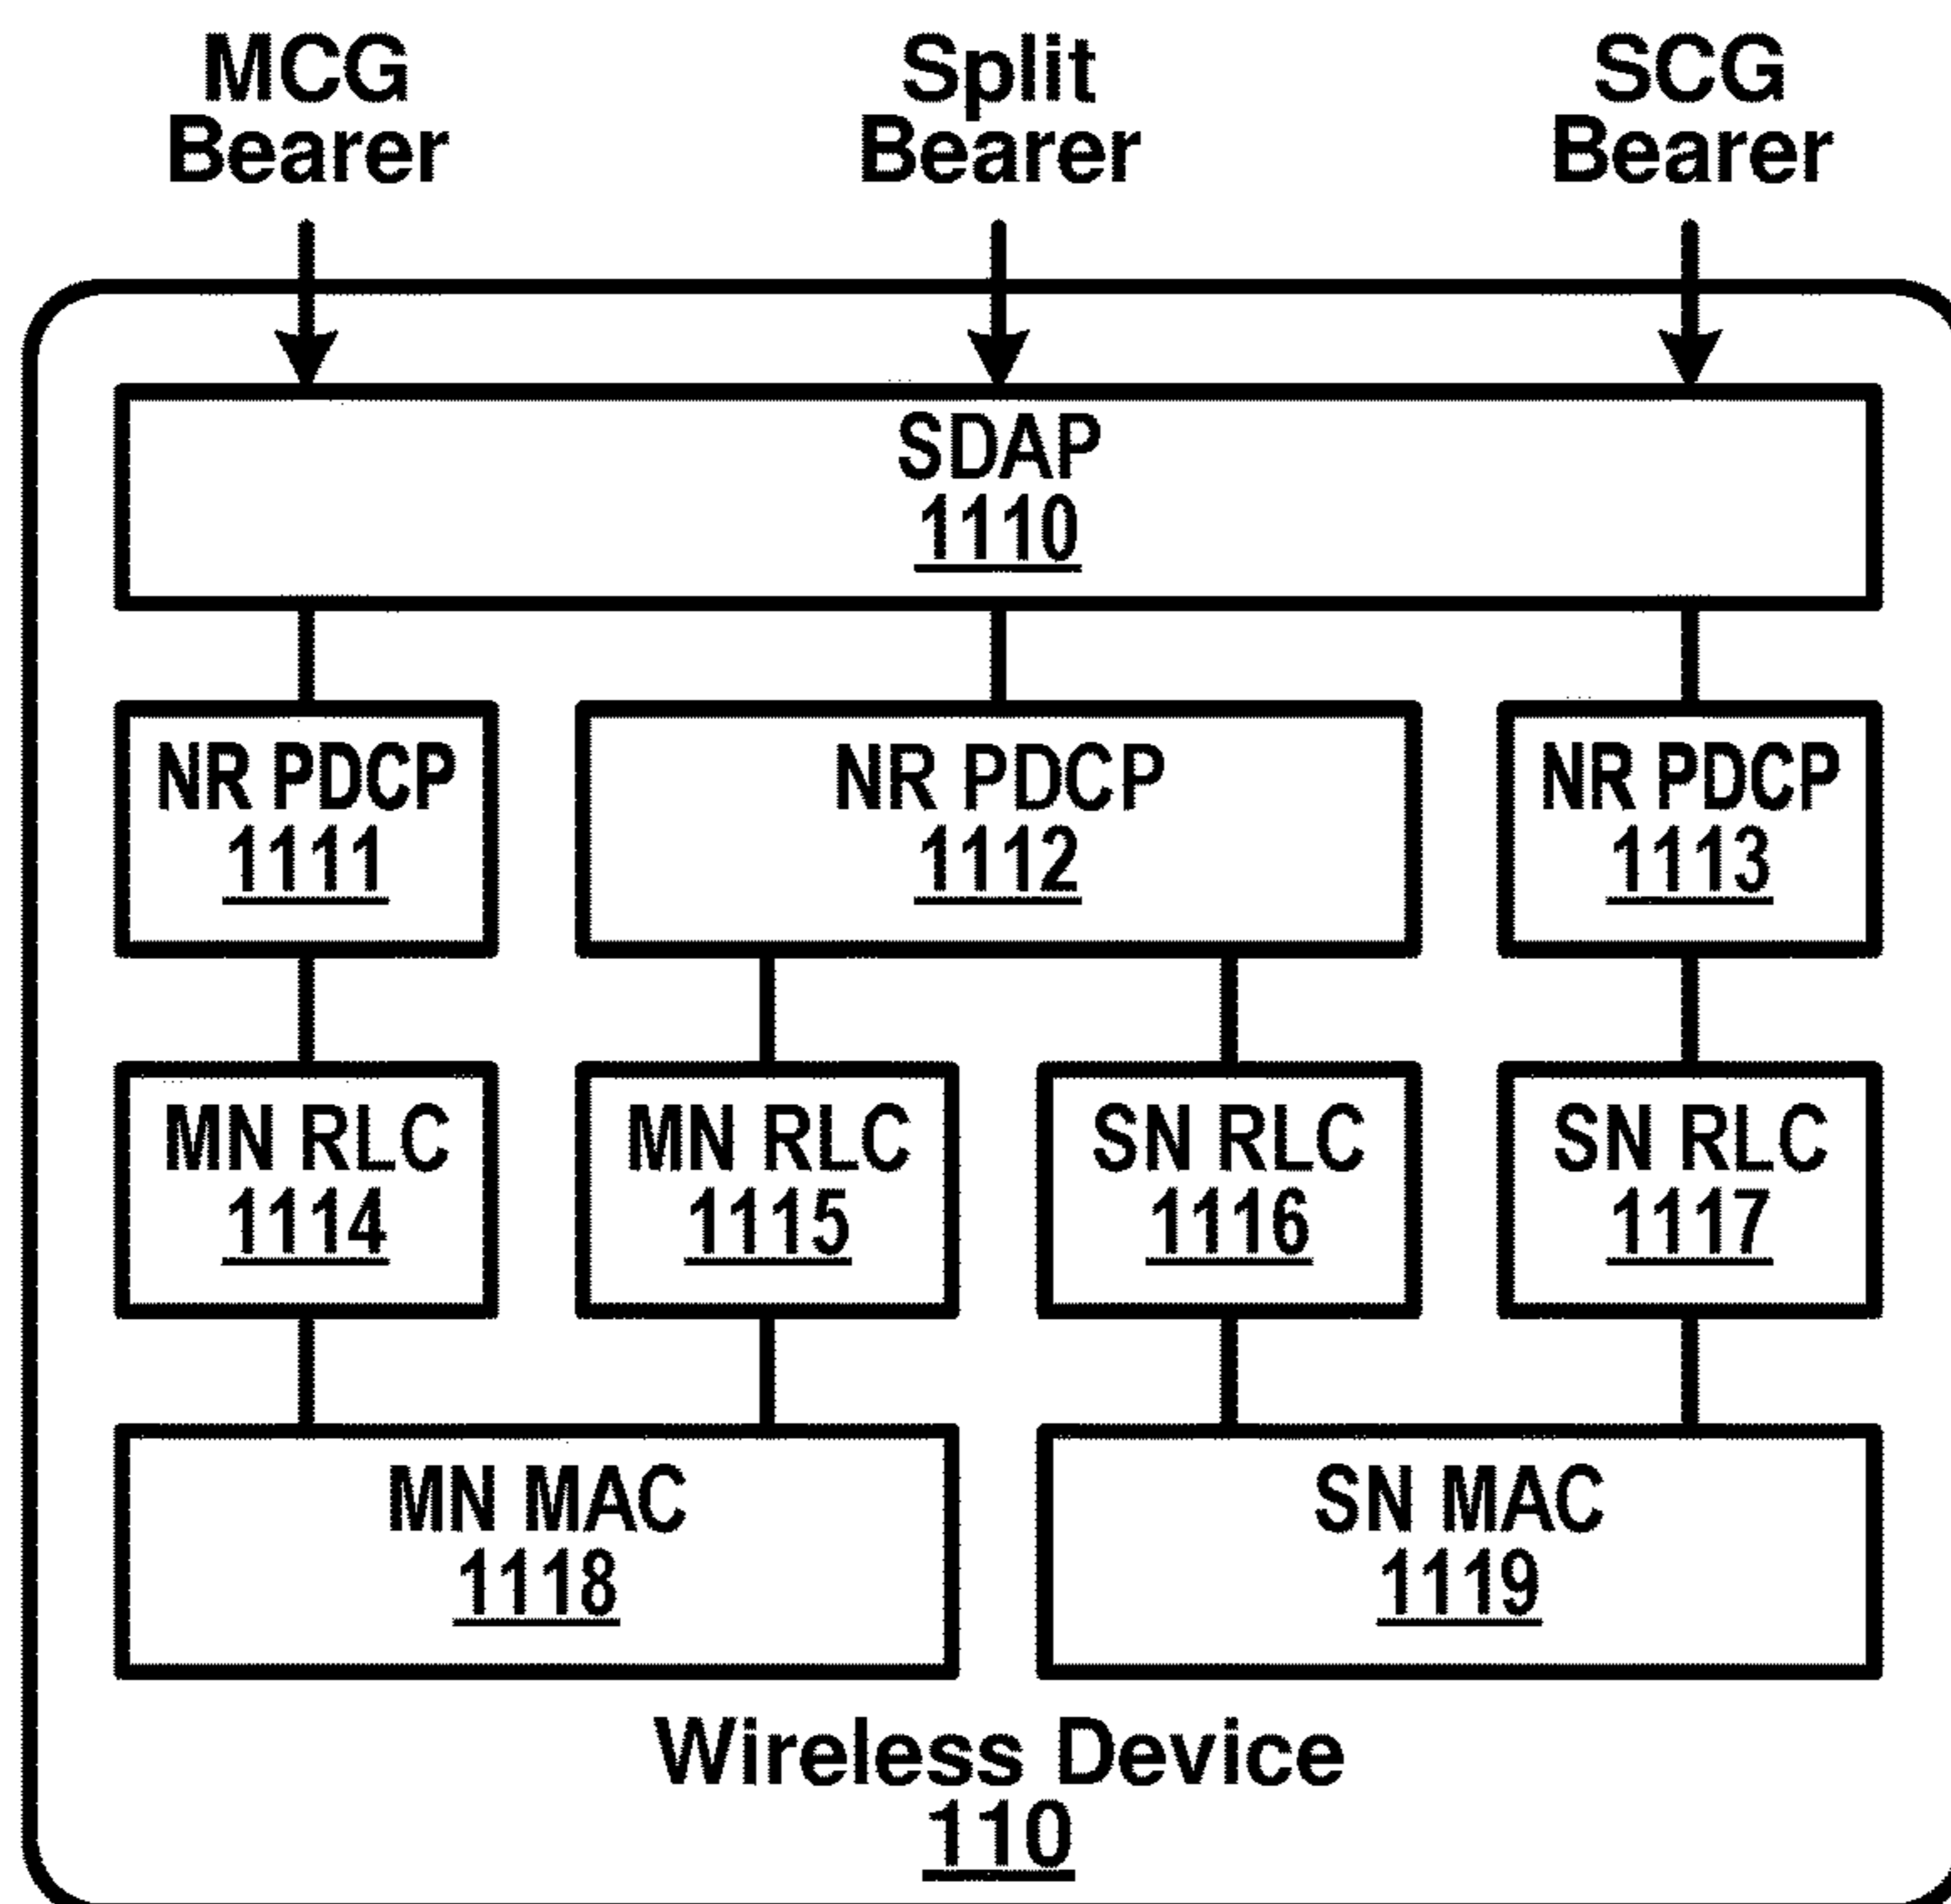 MCG
Bearer
Split
Bearer
SCG
Bearer
SDAP
1110
NR PDCP
1111
NR PDCP
1112
NR PDCP
1113
MN RLC
1114
MN RLC
1115
SN RLC
1116
SN RLC
1117
MN MAC
1118
SN MAC
1119
Wireless Device
110